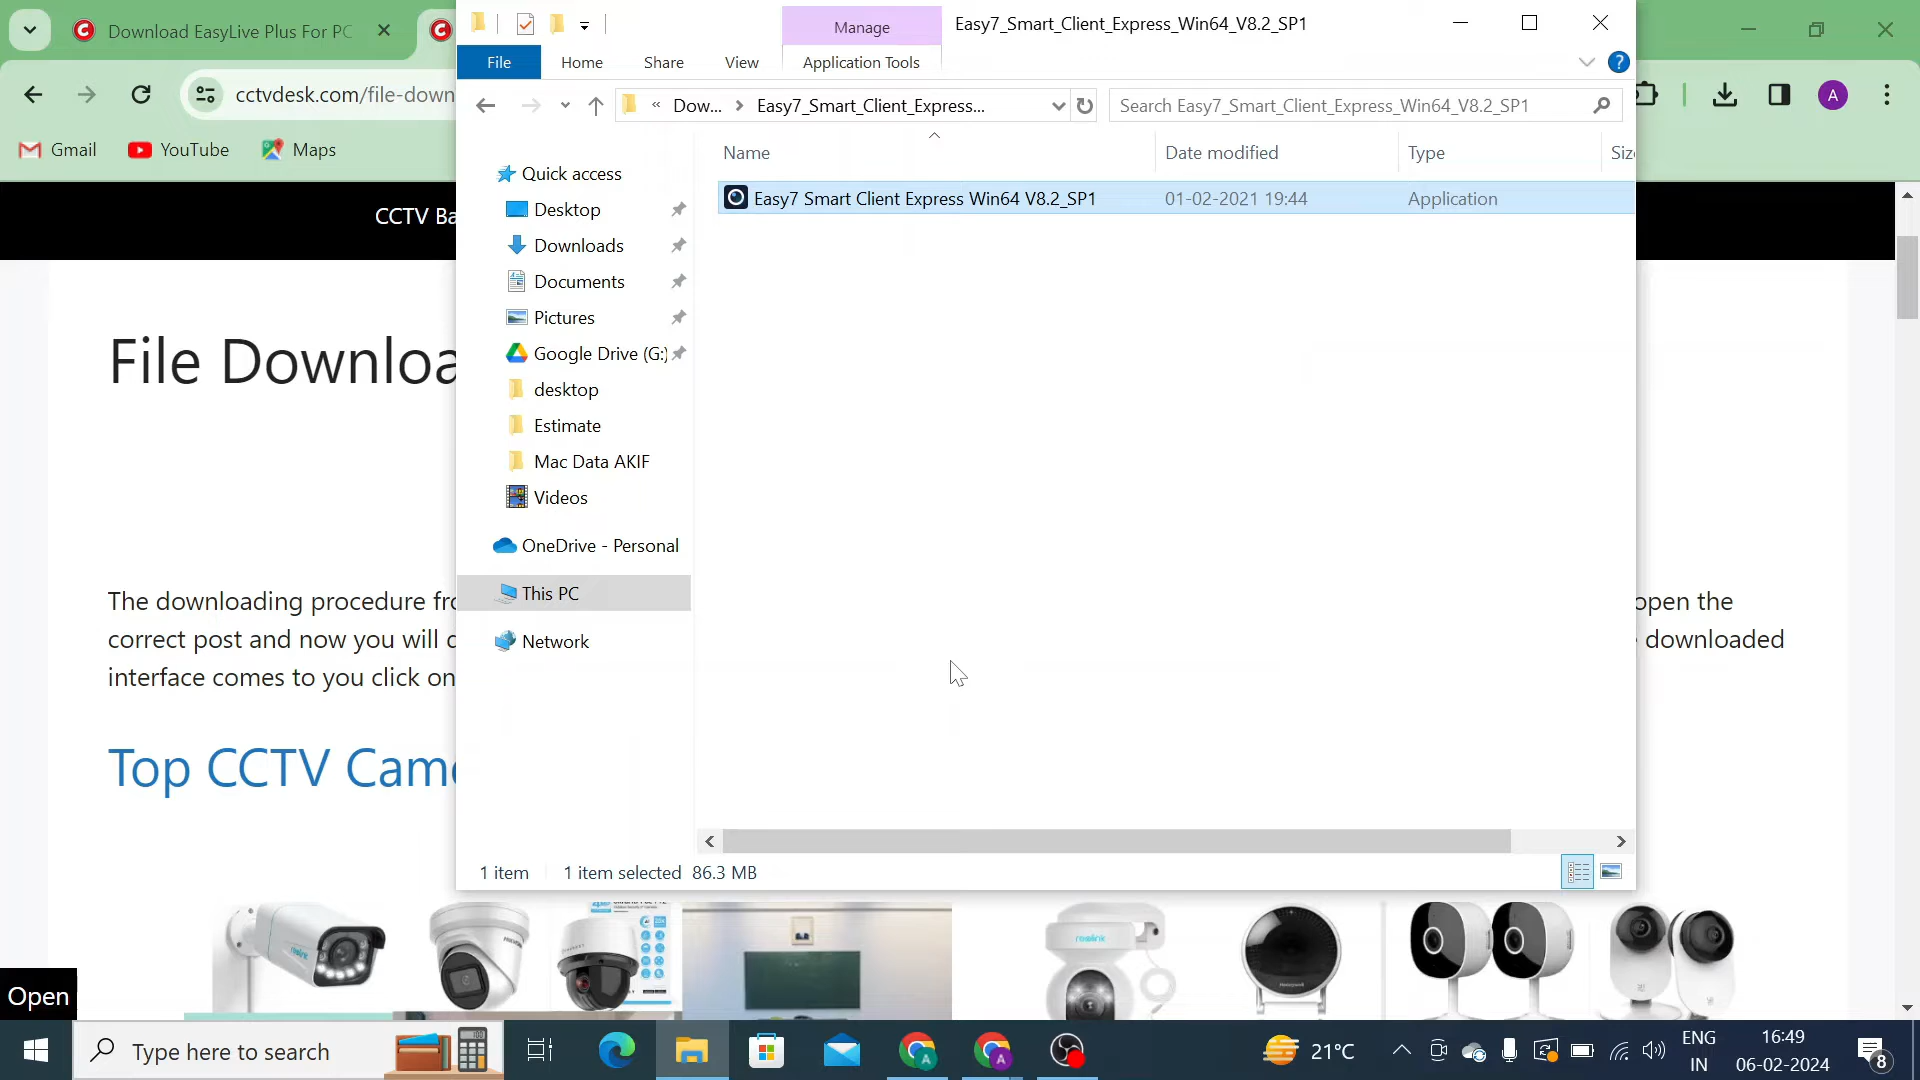 Download EasyLive Plus For PC
Manage
Easy7_Smart_Client_Express_Win64_V8.2_SP1
File
Home
Share
View
Application Tools
cctvdesk.com/file-down
« Dow... > Easy7_Smart_Client_Express...
Search Easy7_Smart_Client_Express_Win64_V8.2_SP1
A
Gmail
YouTube
Maps
Name
Date modified
Type
Siz
Quick access
Easy7 Smart Client Express Win64 V8.2_SP1
01-02-2021 19:44
Application
Desktop
Downloads
Documents
Pictures
Google Drive (G:)
desktop
Estimate
Mac Data AKIF
Videos
OneDrive - Personal
This PC
Network
CCTV Ba
File Downloa
The downloading procedure fr
open the
correct post and now you will
downloaded
interface comes to you click on
Top CCTV Came
1 item
1 item selected 86.3 MB
reolink
reolink
Open
Type here to search
A
A
21°C
ENG
IN
16:49
06-02-2024
8